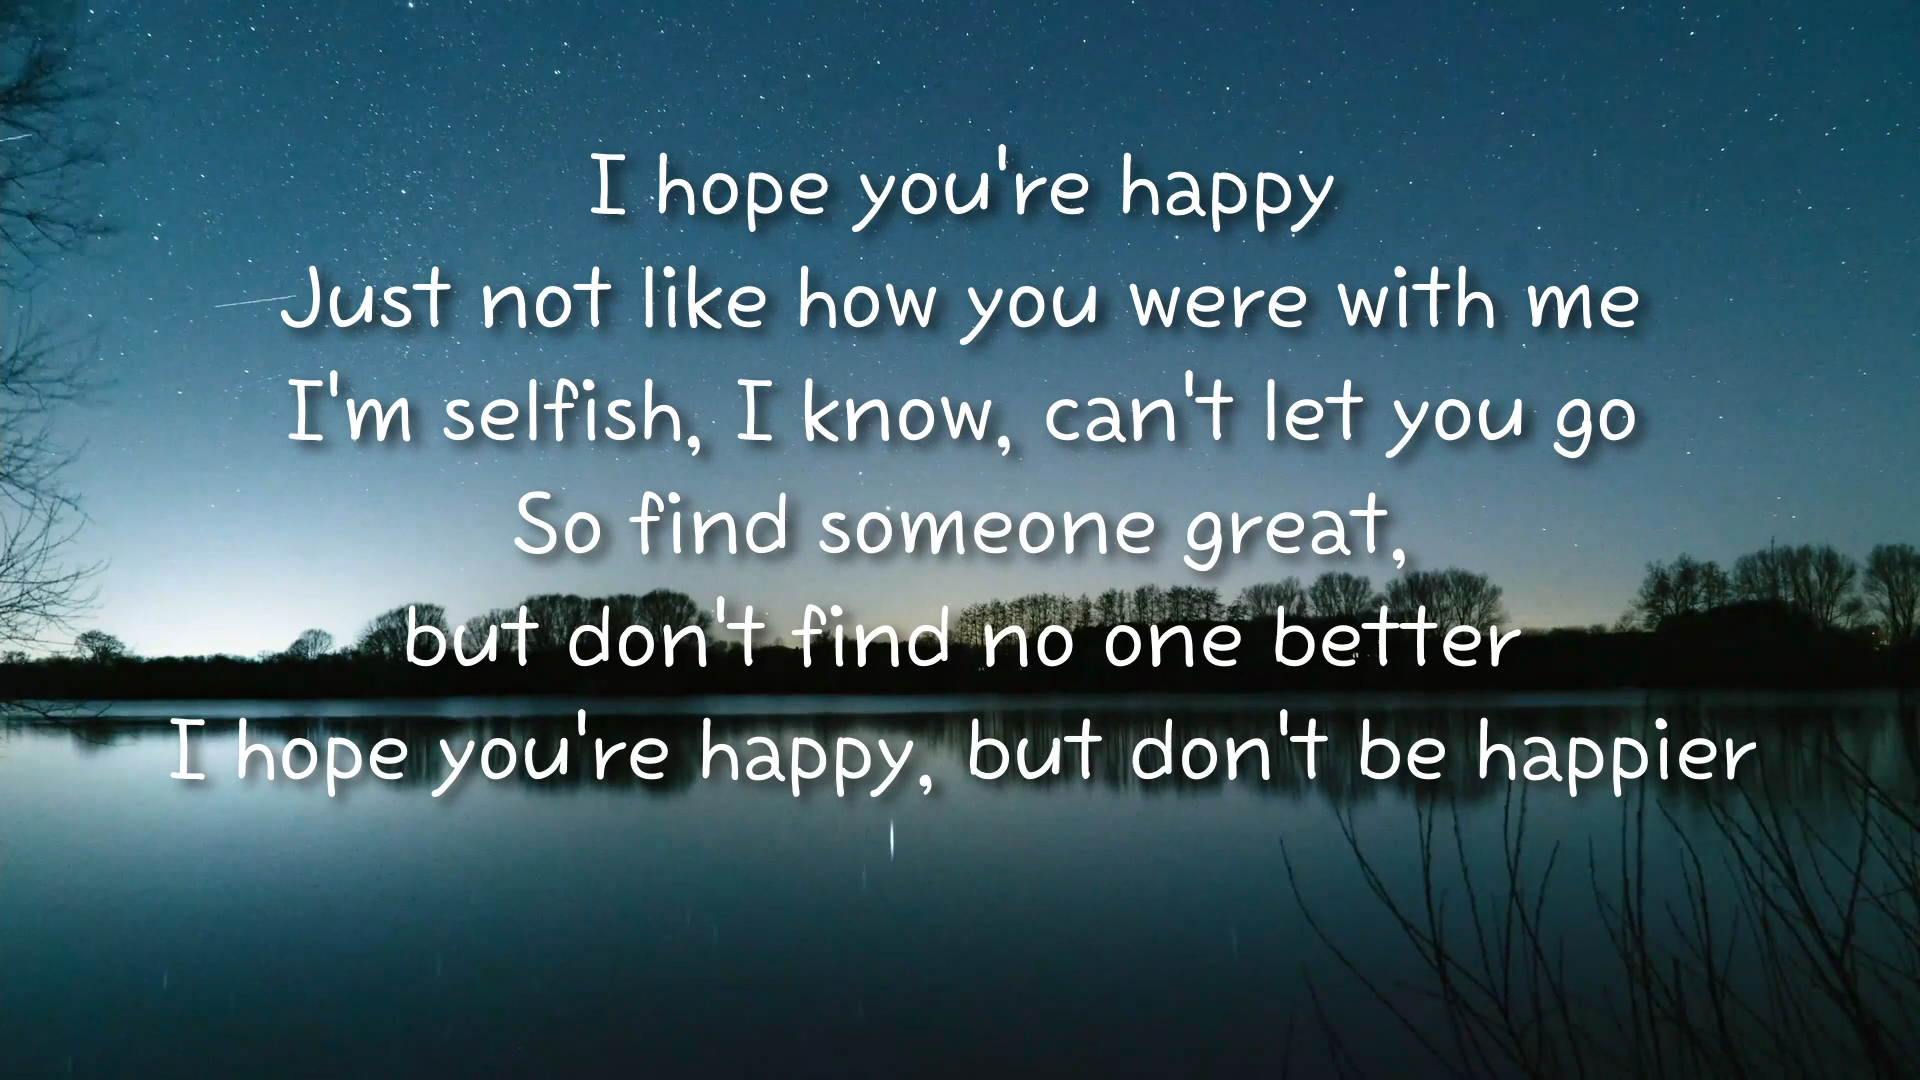 I hope you're happy
Just not like how you were with me
I'm selfish, I know, can't let you go
So find someone great,
but don't find no one better
I hope you're happy, but don't be happier